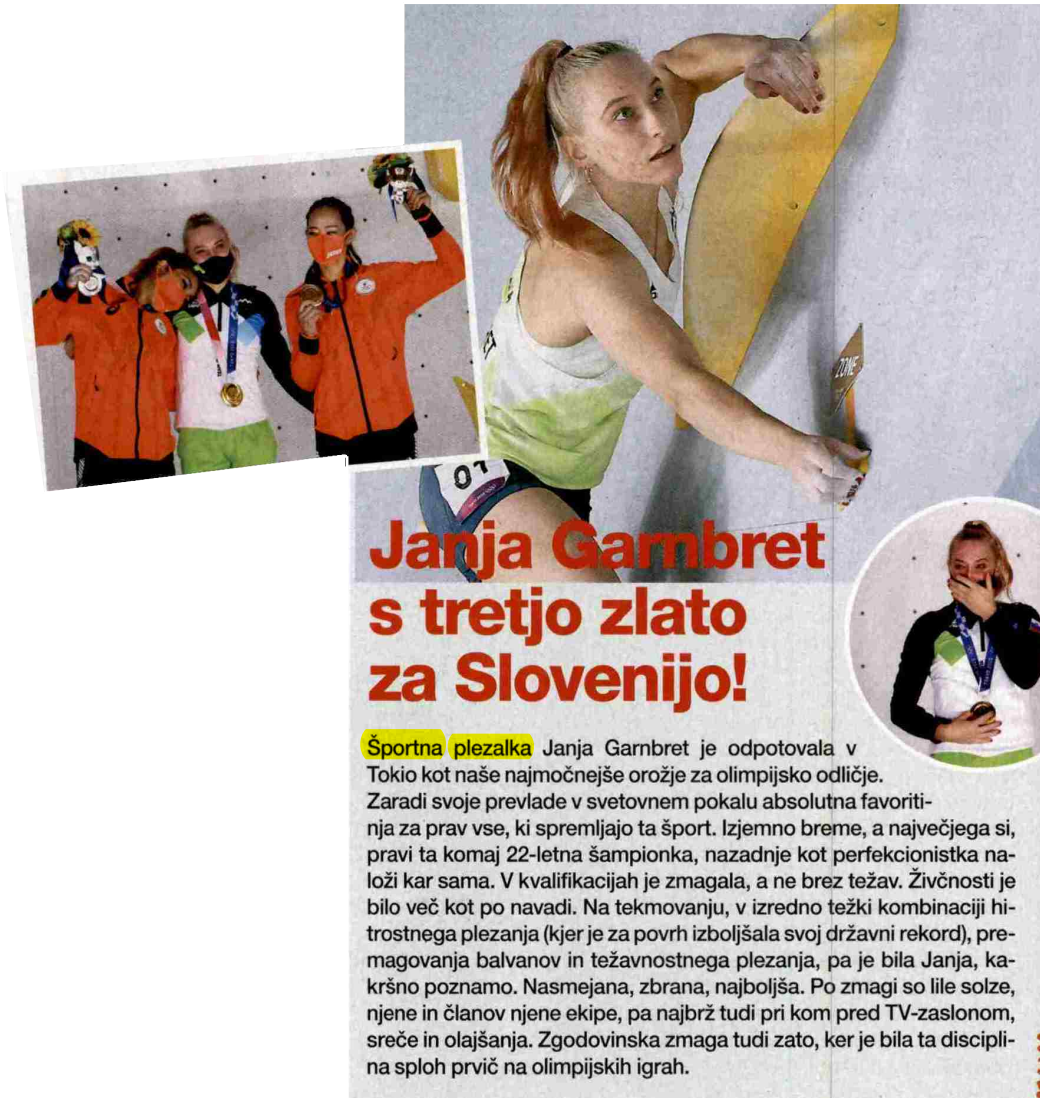 ZONE
01
Janja Garnbret
s tretjo zlato
za Slovenijo!
Športna plezalka Janja Garnbret je odpotovala v
Tokio kot naše najmočnejše orožje za olimpijsko odličje.
Zaradi svoje prevlade v svetovnem pokalu absolutna favoriti-
nja za prav vse, ki spremljajo ta šport. Izjemno breme, a največjega si,
pravi ta komaj 22-letna šampionka, nazadnje kot perfekcionistka na-
loži kar sama. V kvalifikacijah je zmagala, a ne brez težav. Živčnosti je
bilo več kot po navadi. Na tekmovanju, v izredno težki kombinaciji hi-
trostnega plezanja (kjer je za povrh izboljšala svoj državni rekord), pre-
magovanja balvanov in težavnostnega plezanja, pa je bila Janja, ka-
kršno poznamo. Nasmejana, zbrana, najboljša. Po zmagi so lile solze,
njene in članov njene ekipe, pa najbrž tudi pri kom pred TV-zaslonom,
sreče in olajšanja. Zgodovinska zmaga tudi zato, ker je bila ta discipli-
na sploh prvič na olimpijskih igrah.